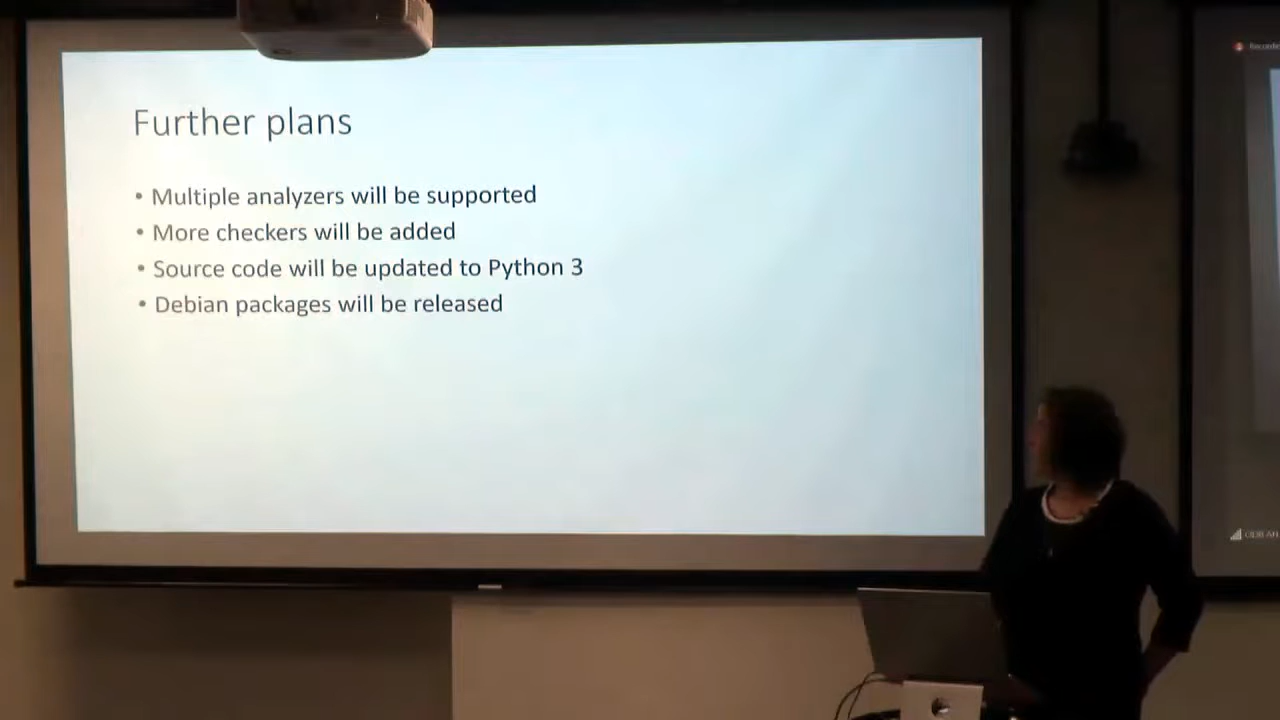 Further plans
• Multiple analyzers will be supported
• More checkers will be added
• Source code will be updated to Python 3
• Debian packages will be released